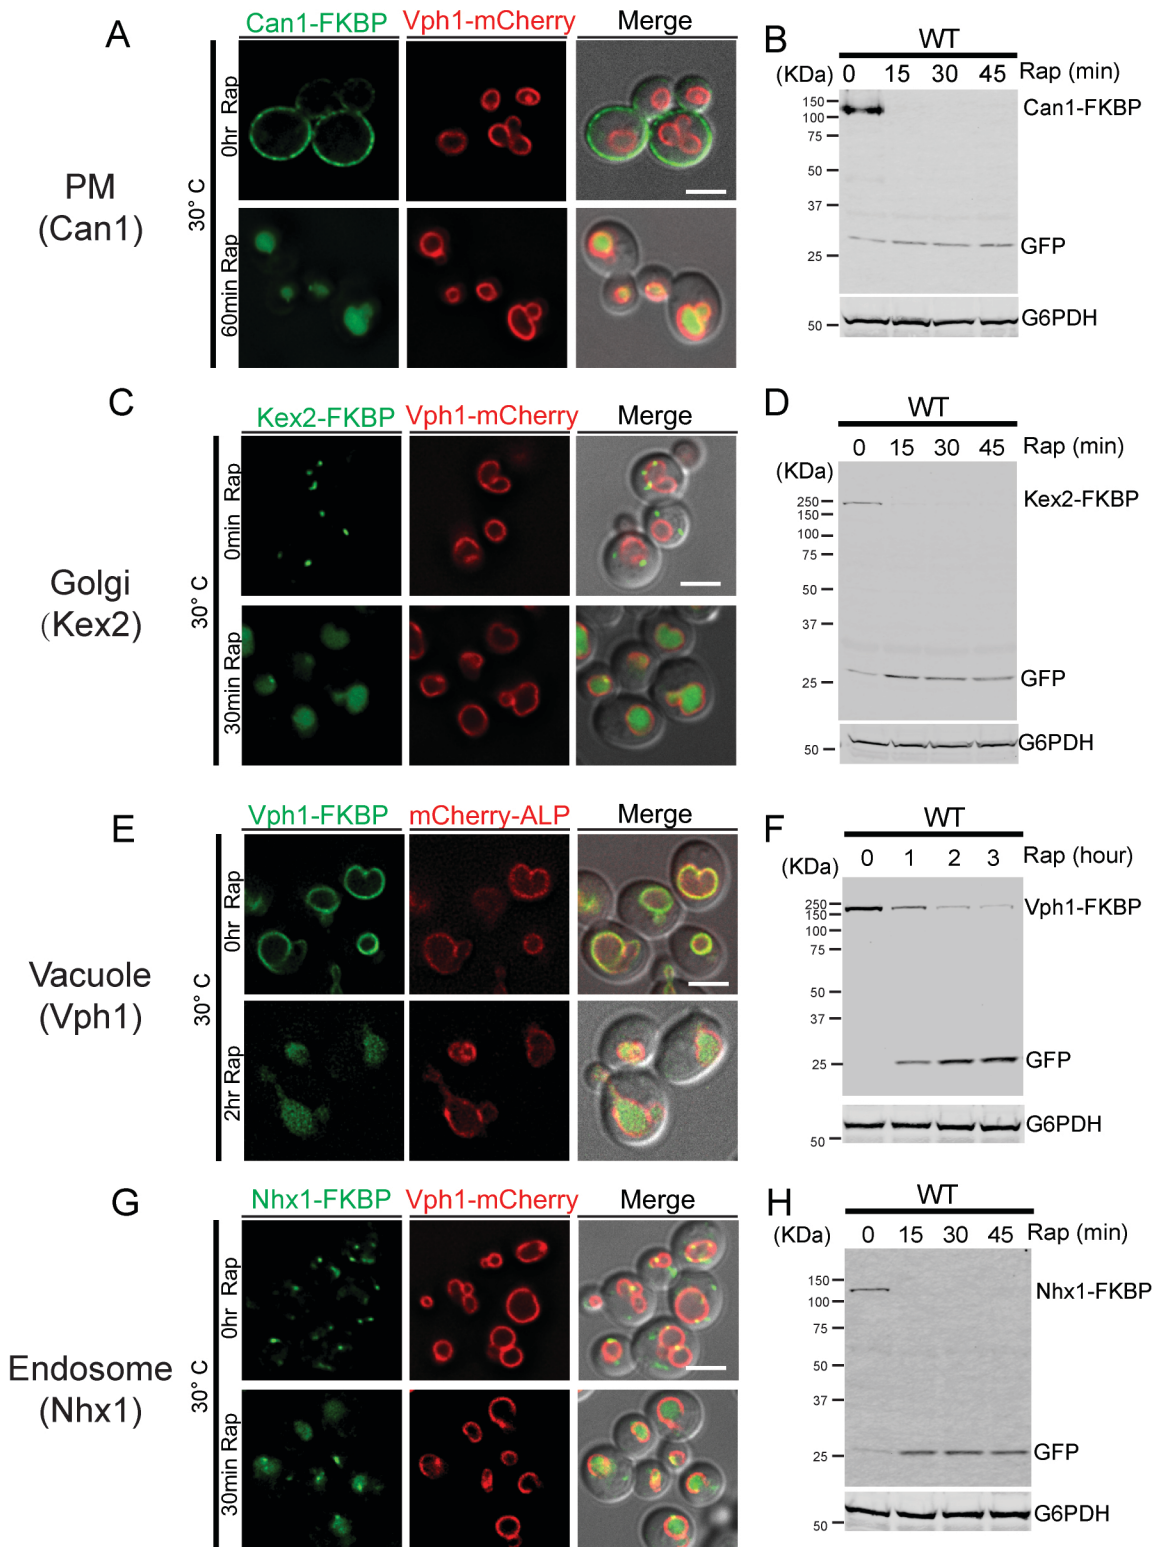 A
Can1-FKBP Vph1-mCherry Merge
PM
(Can1)
30° C
0hr Rap
60min Rap
B
WT
(KDa) 0 15 30 45 Rap (min)
150
100
75
50
37
25
Can1-FKBP
GFP
50
G6PDH
C
Kex2-FKBP Vph1-mCherry Merge
Golgi
(Kex2)
30° C
0min Rap
30min Rap
D
WT
0 15 30 45 Rap (min)
(KDa)
250
150
100
75
50
37
25
Kex2-FKBP
GFP
50
G6PDH
E
Vph1-FKBP mCherry-ALP Merge
Vacuole
(Vph1)
30° C
0hr Rap
2hr Rap
F
WT
(KDa) 0 1 2 3 Rap (hour)
250
150
100
75
50
37
25
Vph1-FKBP
GFP
50
G6PDH
G
Nhx1-FKBP Vph1-mCherry Merge
Endosome
(Nhx1)
30° C
0hr Rap
30min Rap
H
WT
(KDa) 0 15 30 45 Rap (min)
150
100
75
50
37
25
Nhx1-FKBP
GFP
50
G6PDH